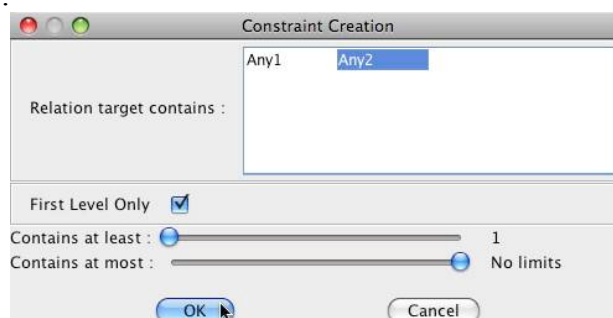 Constraint Creation
Any1 Any2
Relation target contains :
First Level Only
Contains at least : 1
Contains at most : No limits
OK Cancel